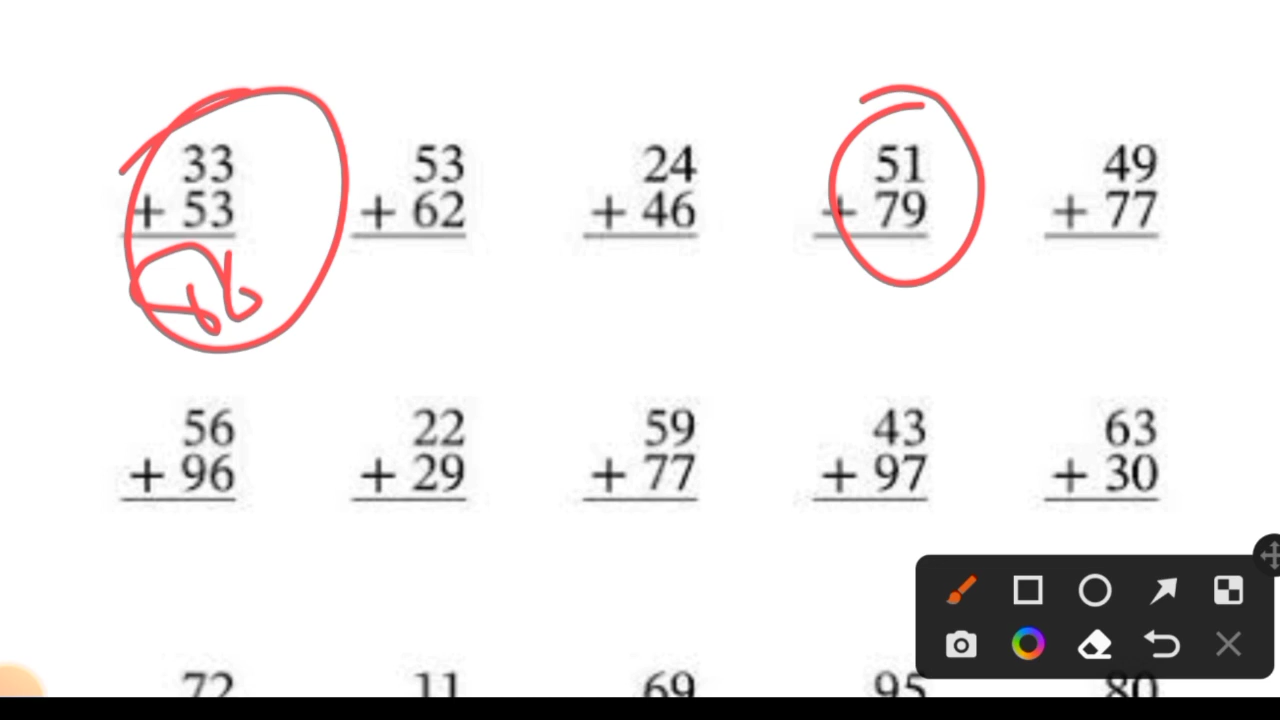 33 53 24 51 49
+ 53 + 62 + 46 + 79 + 77
86
56 22 59 43 63
+ 96 + 29 + 77 + 97 + 30
72 11 69 95 80